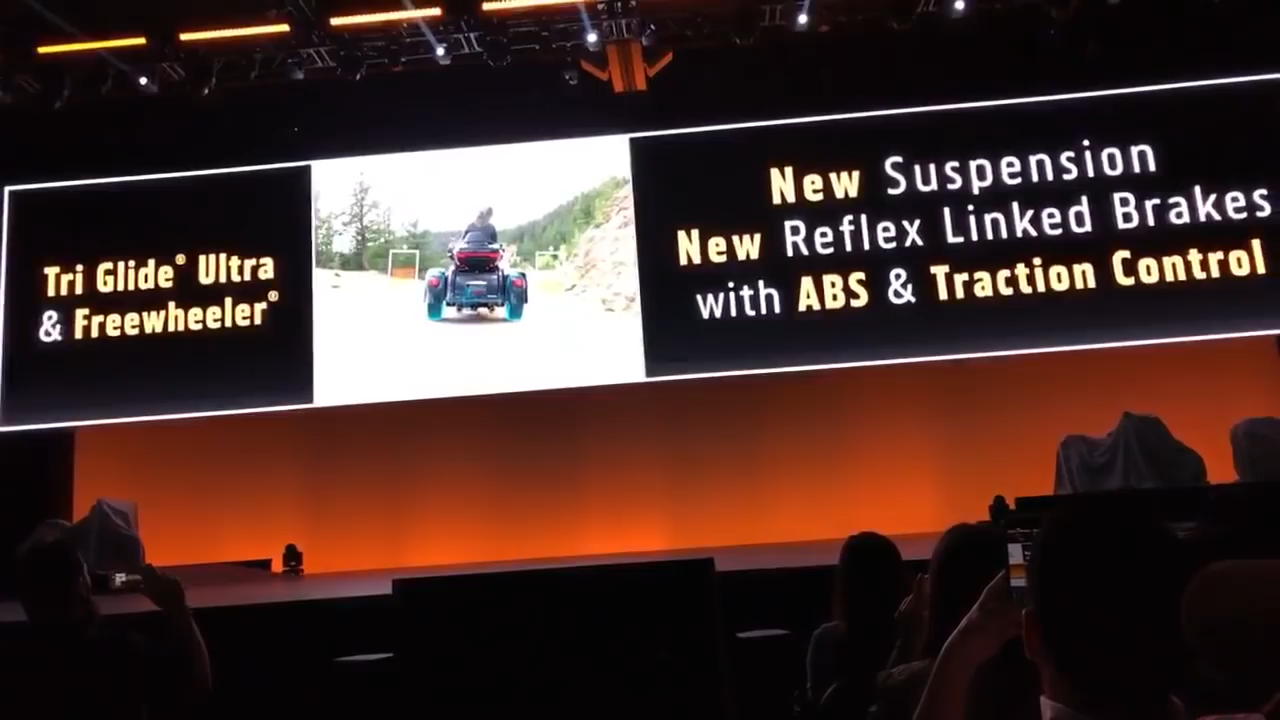 Tri Glide® Ultra
& Freewheeler®
New Suspension
New Reflex Linked Brakes
with ABS & Traction Control